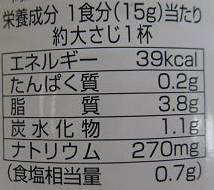 栄養成分 1食分(15g)当たり
約大さじ1杯
エネルギー 39kcal
たんぱく質 0.2g
脂質 3.8g
炭水化物 1.1g
ナトリウム 270mg
(食塩相当量 0.7g)